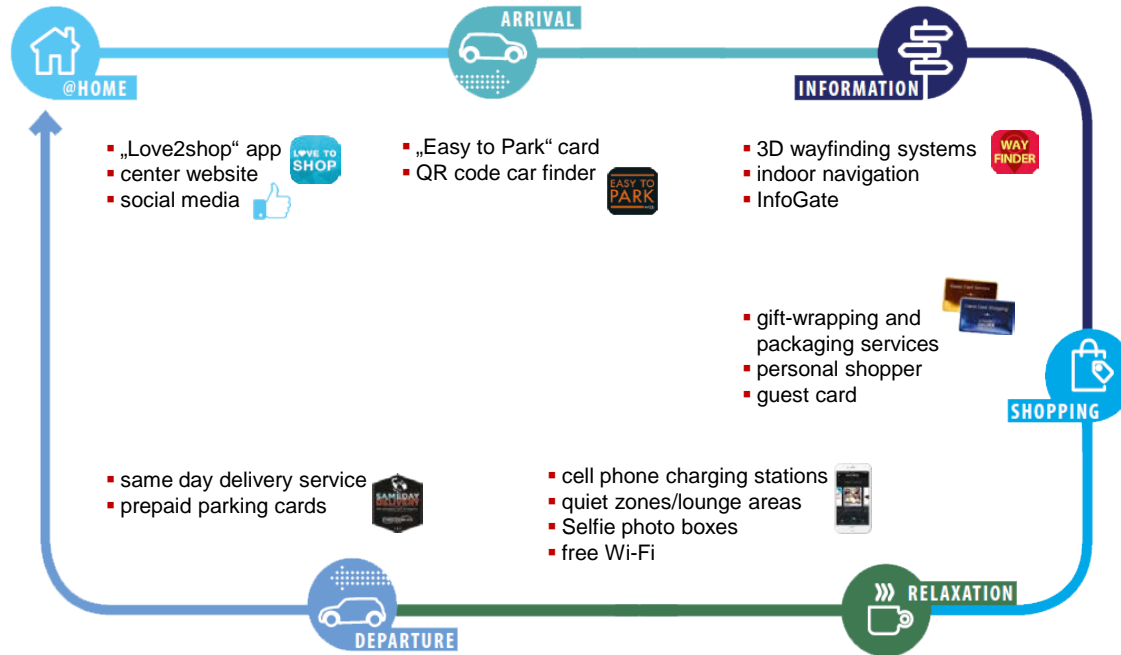 ARRIVAL
@HOME
INFORMATION
▪ „Love2shop“ app
▪ center website
▪ social media
LOVE TO
SHOP
▪ „Easy to Park“ card
▪ QR code car finder
EASY TO
PARK
▪ 3D wayfinding systems
▪ indoor navigation
▪ InfoGate
WAY
FINDER
▪ gift-wrapping and
packaging services
▪ personal shopper
▪ guest card
SHOPPING
▪ same day delivery service
▪ prepaid parking cards
SAMEDAY
DELIVERY
▪ cell phone charging stations
▪ quiet zones/lounge areas
▪ Selfie photo boxes
▪ free Wi-Fi
RELAXATION
DEPARTURE